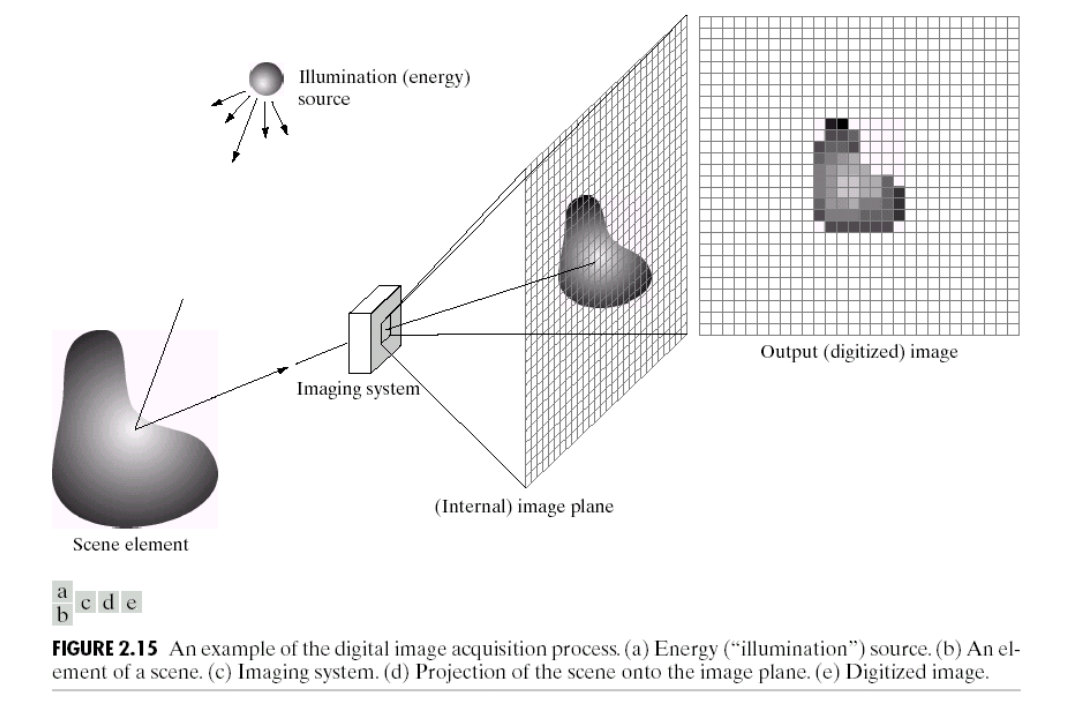 Illumination (energy)
source
Output (digitized) image
Imaging system
(Internal) image plane
Scene element
a
b
c d e
FIGURE 2.15 An example of the digital image acquisition process. (a) Energy (“illumination”) source. (b) An el-
ement of a scene. (c) Imaging system. (d) Projection of the scene onto the image plane. (e) Digitized image.